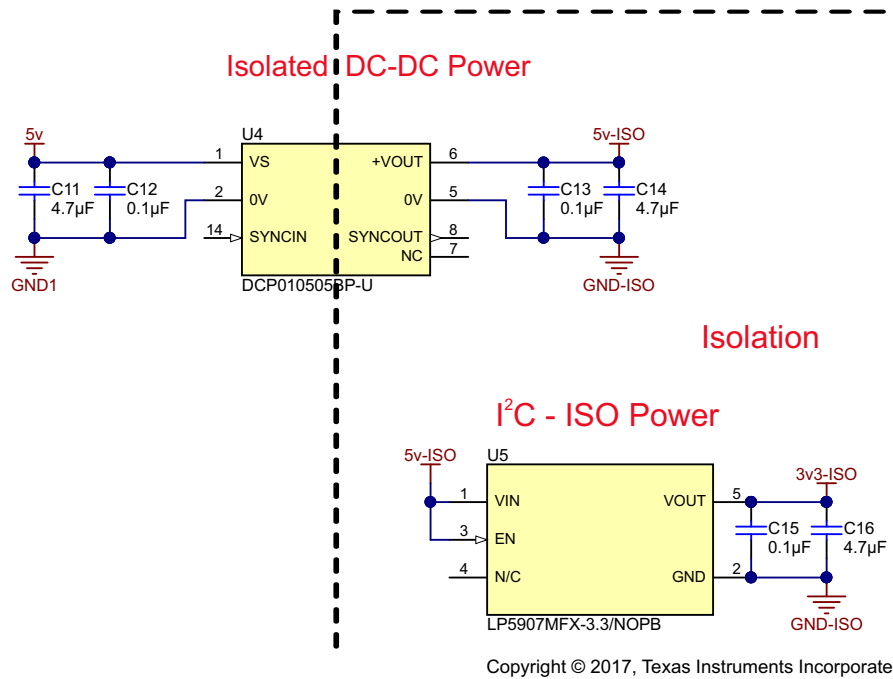 Isolated DC-DC Power
5v
U4
5v-ISO
1 VS +VOUT 6
C11 4.7µF
C12 0.1µF
2 0V 0V 5
C13 0.1µF
C14 4.7µF
14 SYNCIN SYNCOUT 8
NC 7
GND1
DCP010505BP-U
GND-ISO
Isolation
I²C - ISO Power
5v-ISO
U5
3v3-ISO
1 VIN VOUT 5
3 EN
C15 0.1µF
C16 4.7µF
4 N/C GND 2
LP5907MFX-3.3/NOPB
GND-ISO
Copyright © 2017, Texas Instruments Incorporate